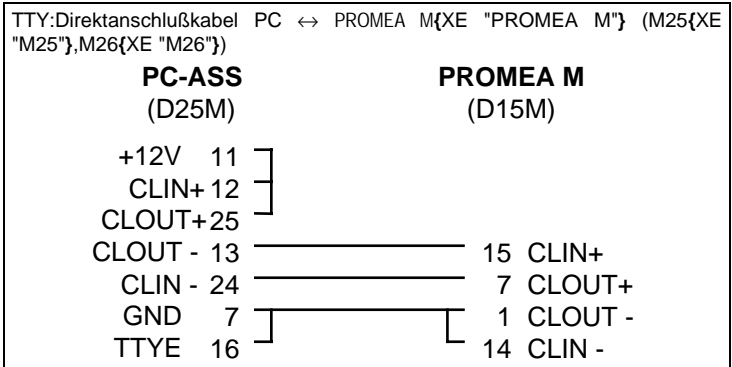 TTY:Direktanschlußkabel PC ↔ PROMEA M{XE "PROMEA M"} (M25{XE
"M25"},M26{XE "M26"})
PC-ASS PROMEA M
(D25M) (D15M)
+12V 11
CLIN+ 12
CLOUT+ 25
CLOUT - 13 15 CLIN+
CLIN - 24 7 CLOUT+
GND 7 1 CLOUT -
TTYE 16 14 CLIN -